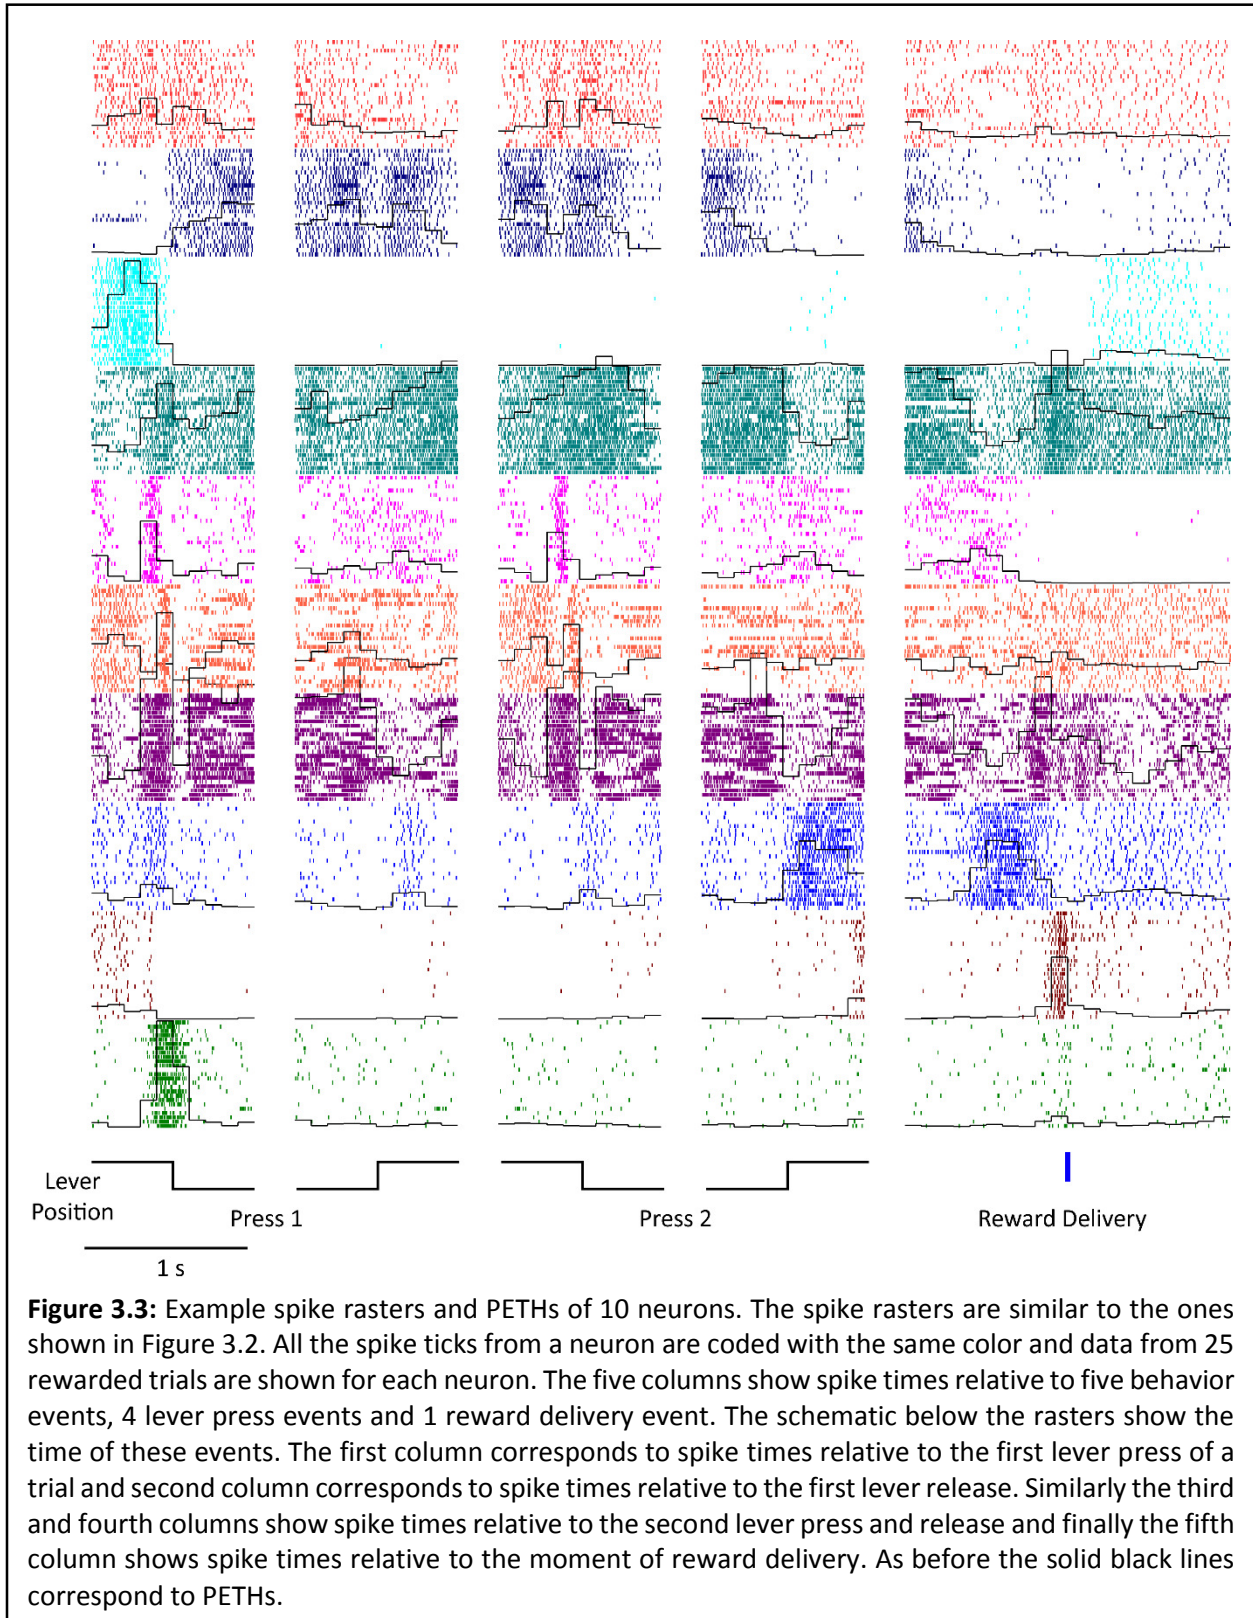 Lever
Position
Press 1
Press 2
Reward Delivery
1 s
Figure 3.3: Example spike rasters and PETHs of 10 neurons. The spike rasters are similar to the ones
shown in Figure 3.2. All the spike ticks from a neuron are coded with the same color and data from 25
rewarded trials are shown for each neuron. The five columns show spike times relative to five behavior
events, 4 lever press events and 1 reward delivery event. The schematic below the rasters show the
time of these events. The first column corresponds to spike times relative to the first lever press of a
trial and second column corresponds to spike times relative to the first lever release. Similarly the third
and fourth columns show spike times relative to the second lever press and release and finally the fifth
column shows spike times relative to the moment of reward delivery. As before the solid black lines
correspond to PETHs.